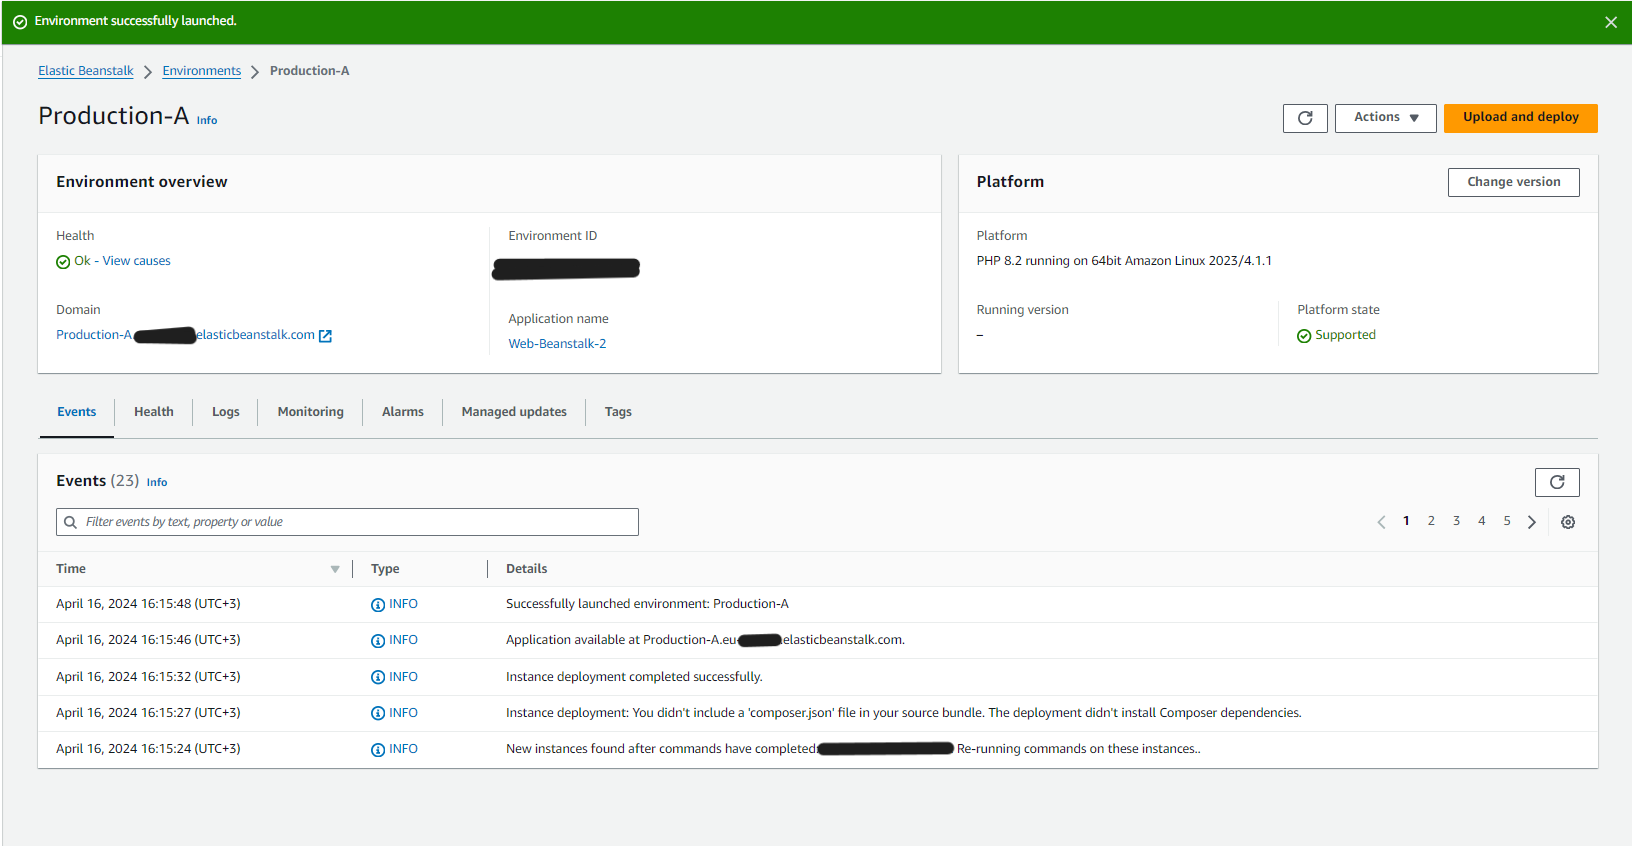 Environment successfully launched.
Elastic Beanstalk Environments Production-A
Production-A Info
Actions Upload and deploy
Environment overview
Health
Ok - View causes
Domain
Production-A elasticbeanstalk.com
Environment ID
Application name
Web-Beanstalk-2
Platform
Change version
Platform
PHP 8.2 running on 64bit Amazon Linux 2023/4.1.1
Running version
–
Platform state
Supported
Events Health Logs Monitoring Alarms Managed updates Tags
Events (23) Info
Filter events by text, property or value
1 2 3 4 5
Time Type Details
April 16, 2024 16:15:48 (UTC+3) INFO Successfully launched environment: Production-A
April 16, 2024 16:15:46 (UTC+3) INFO Application available at Production-A.eu- elasticbeanstalk.com.
April 16, 2024 16:15:32 (UTC+3) INFO Instance deployment completed successfully.
April 16, 2024 16:15:27 (UTC+3) INFO Instance deployment: You didn't include a 'composer.json' file in your source bundle. The deployment didn't install Composer dependencies.
April 16, 2024 16:15:24 (UTC+3) INFO New instances found after commands have completed: Re-running commands on these instances..